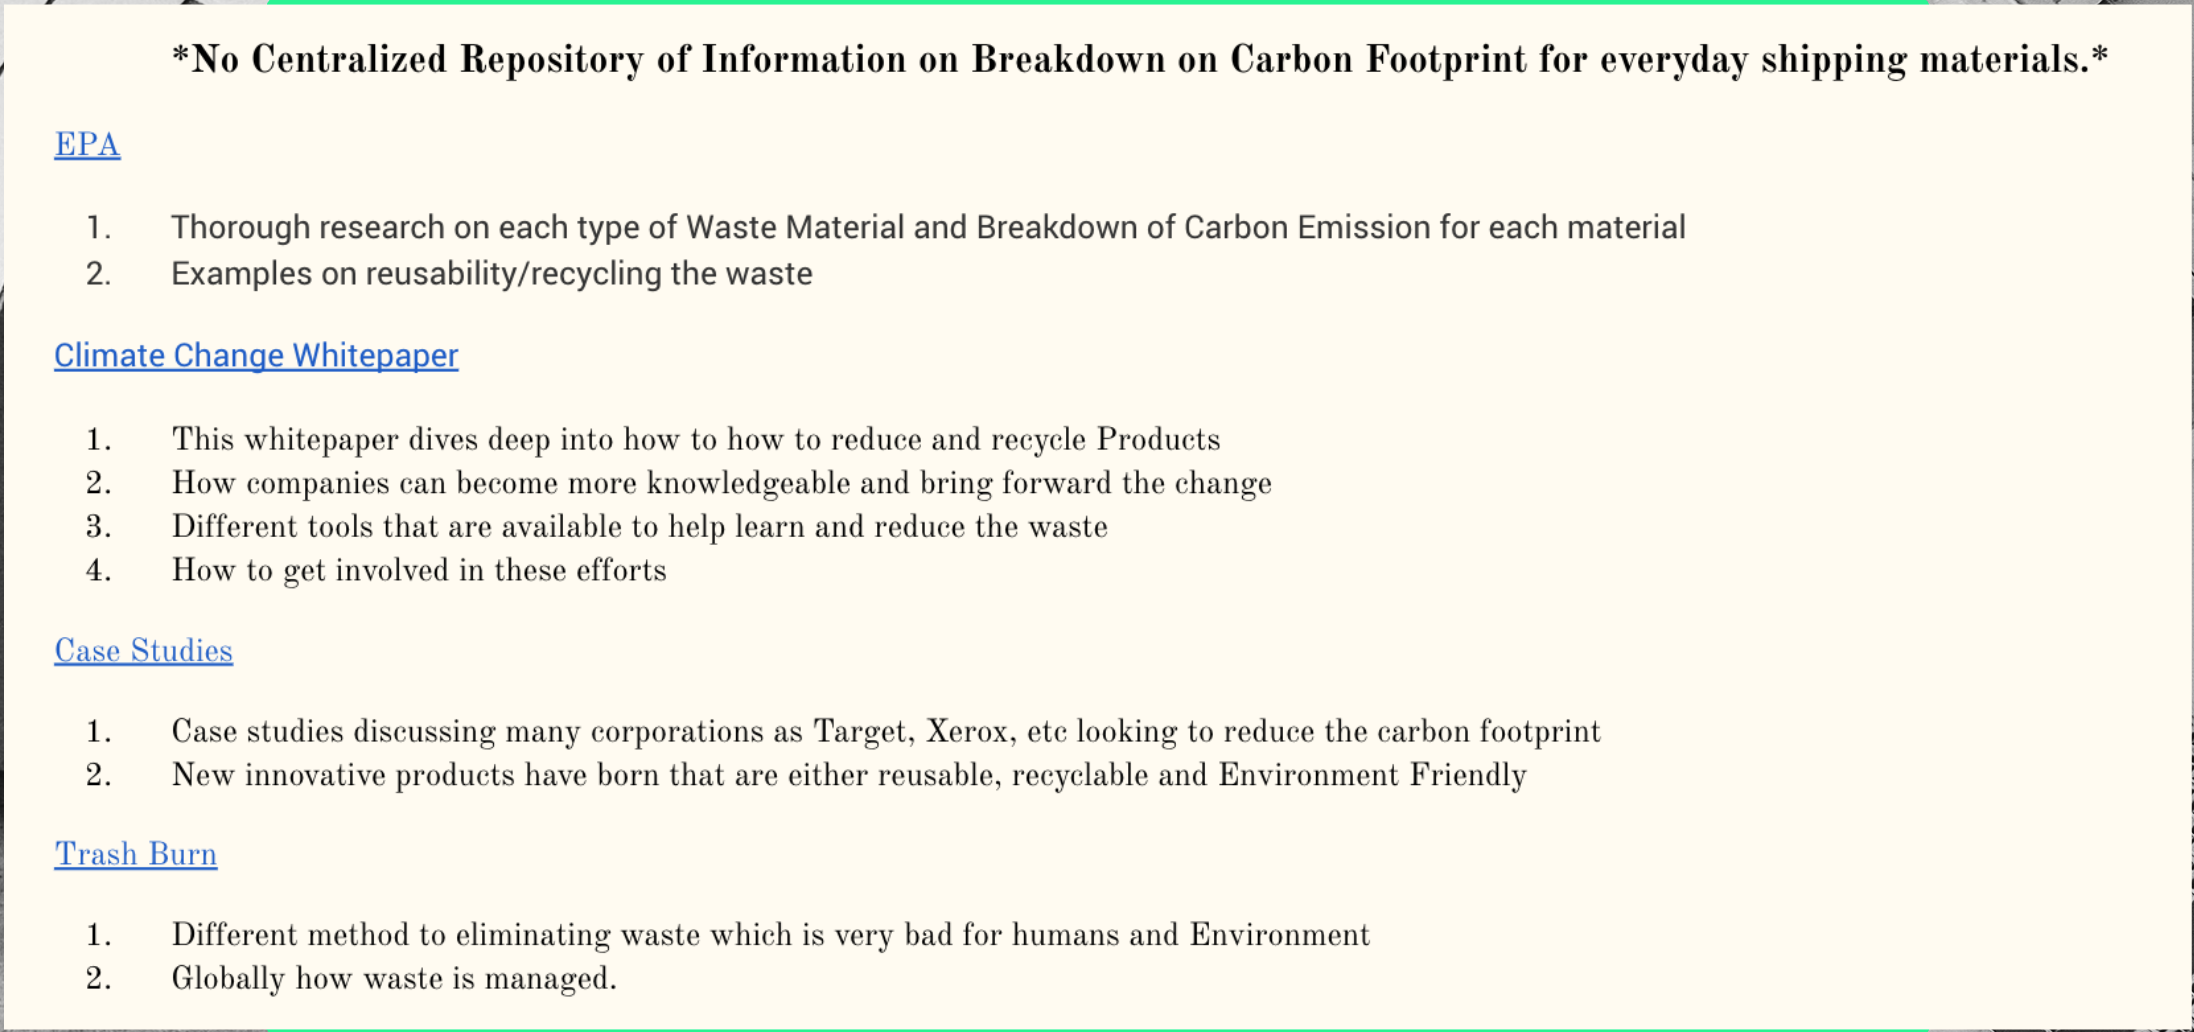 *No Centralized Repository of Information on Breakdown on Carbon Footprint for everyday shipping materials.*
EPA
1. Thorough research on each type of Waste Material and Breakdown of Carbon Emission for each material
2. Examples on reusability/recycling the waste
Climate Change Whitepaper
1. This whitepaper dives deep into how to how to reduce and recycle Products
2. How companies can become more knowledgeable and bring forward the change
3. Different tools that are available to help learn and reduce the waste
4. How to get involved in these efforts
Case Studies
1. Case studies discussing many corporations as Target, Xerox, etc looking to reduce the carbon footprint
2. New innovative products have born that are either reusable, recyclable and Environment Friendly
Trash Burn
1. Different method to eliminating waste which is very bad for humans and Environment
2. Globally how waste is managed.